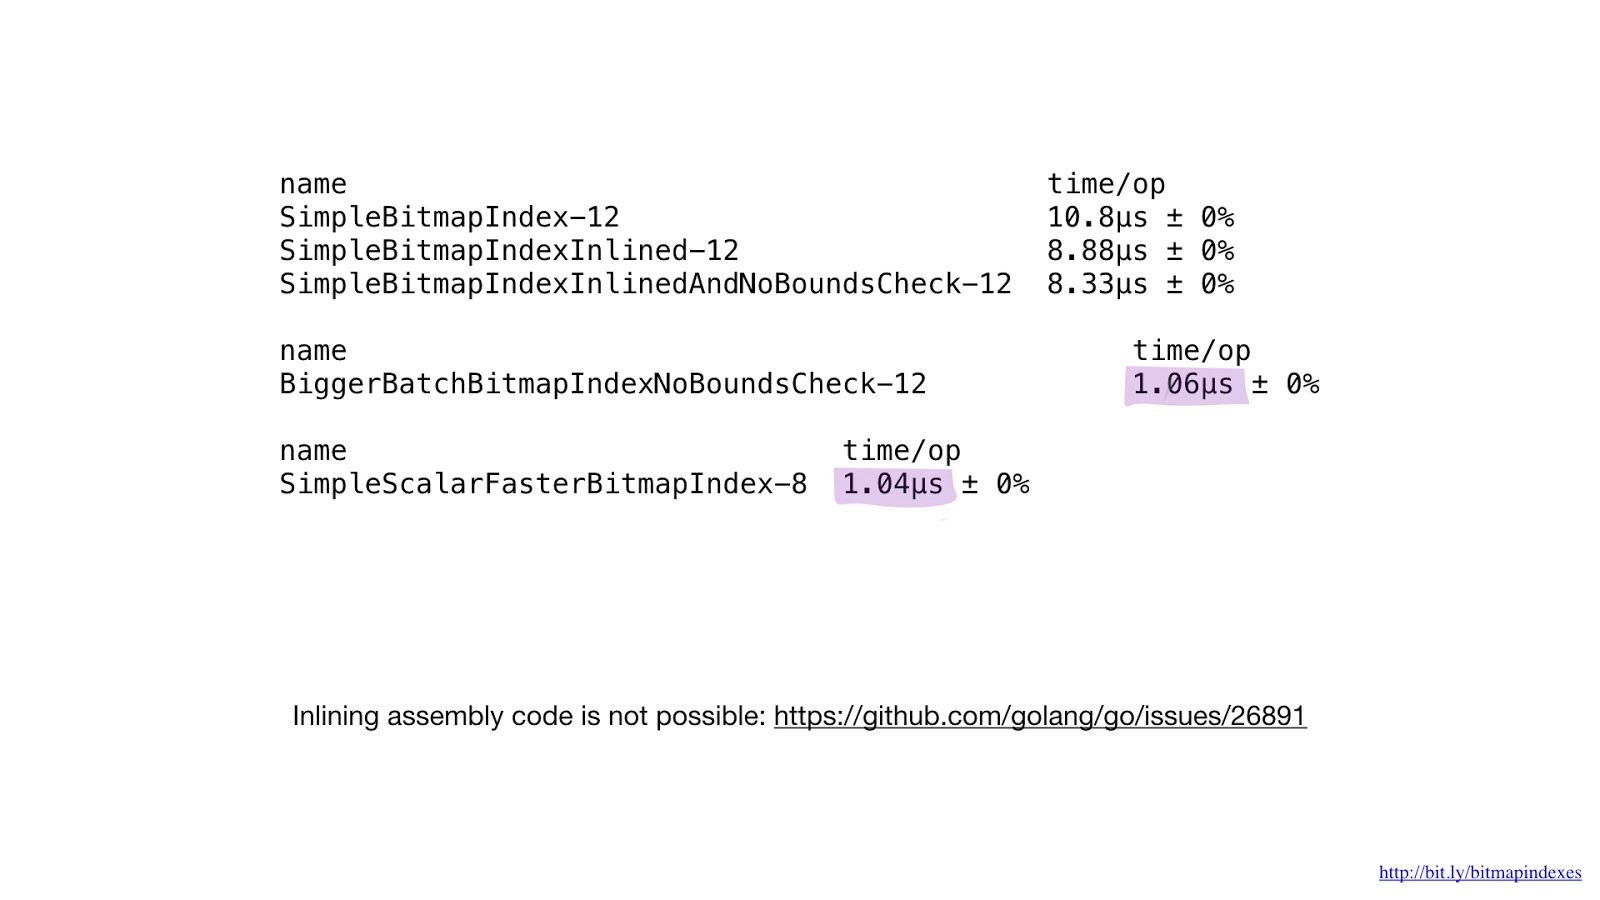 name time/op
SimpleBitmapIndex-12 10.8µs ± 0%
SimpleBitmapIndexInlined-12 8.88µs ± 0%
SimpleBitmapIndexInlinedAndNoBoundsCheck-12 8.33µs ± 0%
name time/op
BiggerBatchBitmapIndexNoBoundsCheck-12 1.06µs ± 0%
name time/op
SimpleScalarFasterBitmapIndex-8 1.04µs ± 0%
Inlining assembly code is not possible: https://github.com/golang/go/issues/26891
http://bit.ly/bitmapindexes